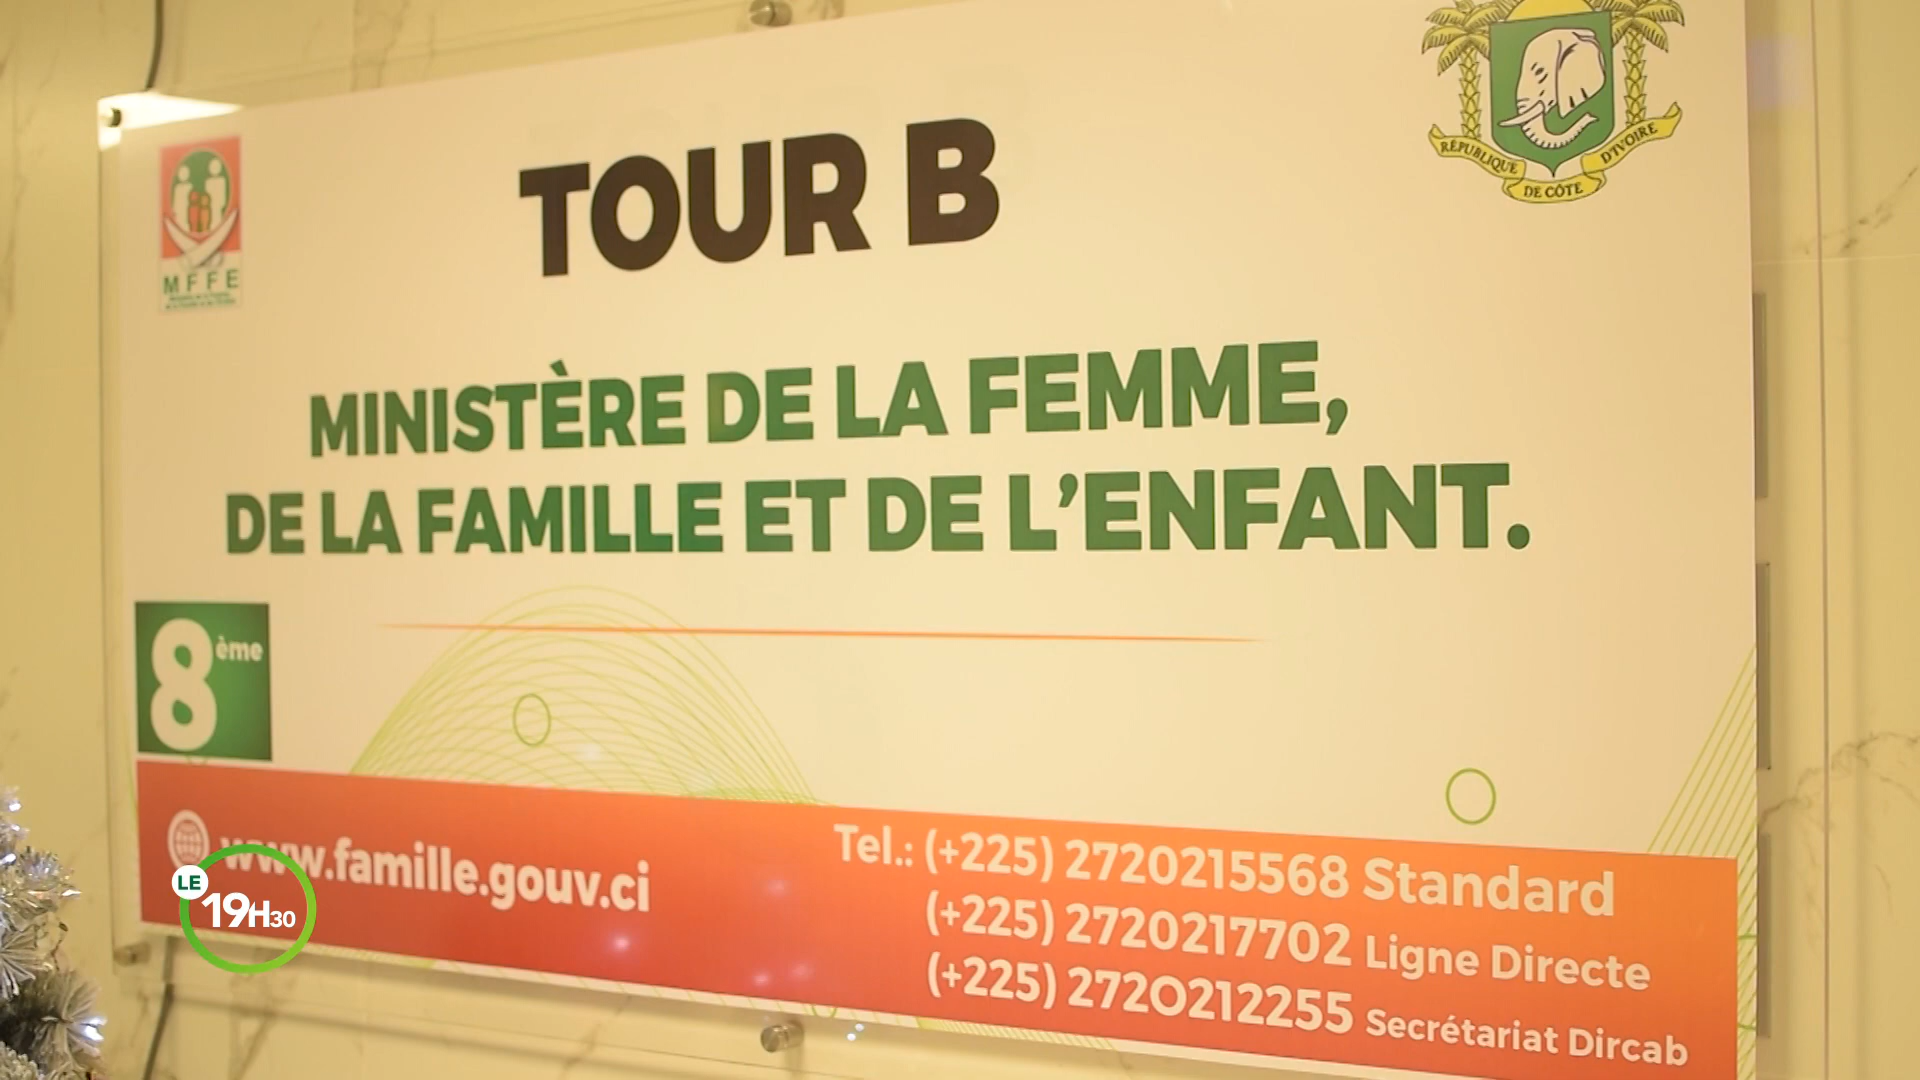 TOUR B
RÉPUBLIQUE DE CÔTE D'IVOIRE
MFFE
MINISTÈRE DE LA FEMME,
DE LA FAMILLE ET DE L'ENFANT.
8ème
www.famille.gouv.ci
Tel.: (+225) 2720215568 Standard
(+225) 2720217702 Ligne Directe
(+225) 2720212255 Secrétariat Dircab
LE
19H30